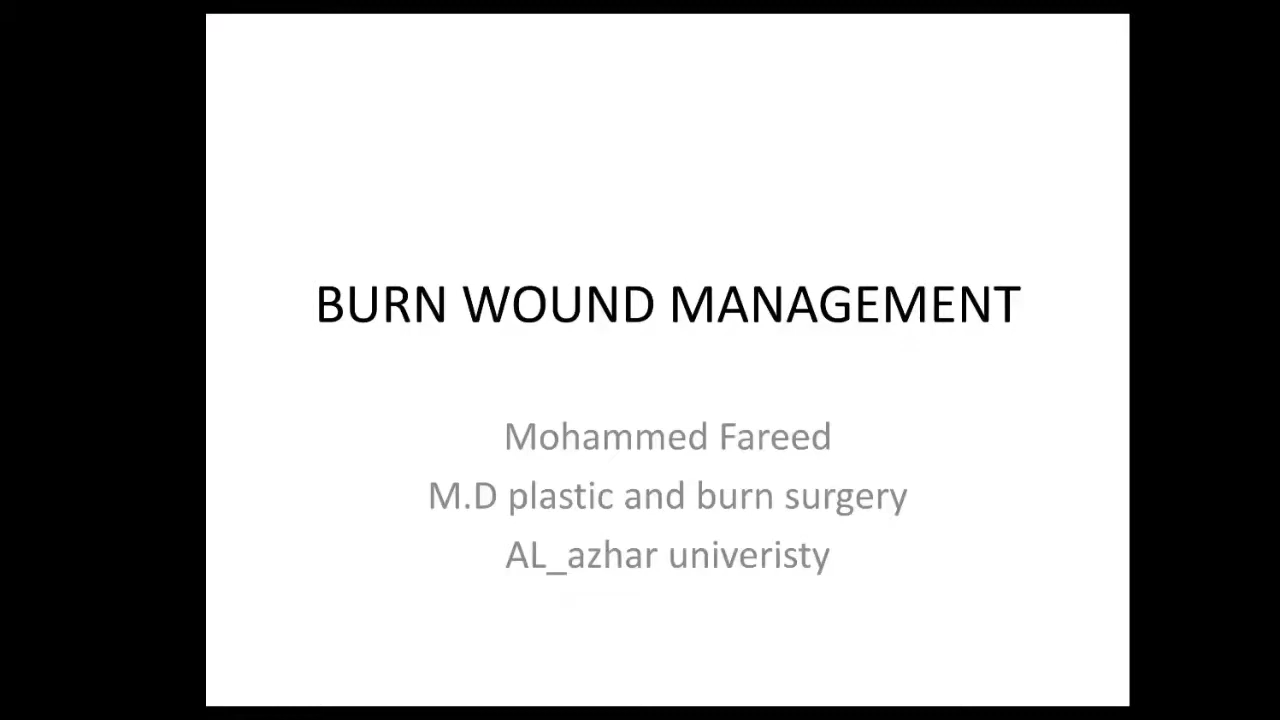 BURN WOUND MANAGEMENT
Mohammed Fareed
M.D plastic and burn surgery
AL_azhar univeristy